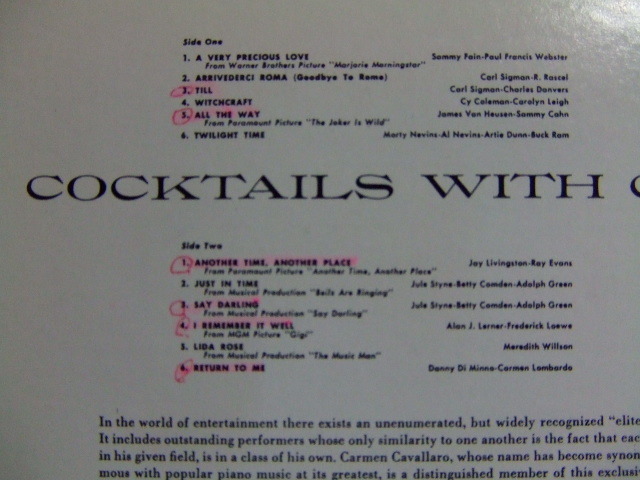 Side One
1. A VERY PRECIOUS LOVE Sammy Fain-Paul Francis Webster
From Warner Brothers Picture "Marjorie Morningstar"
2. ARRIVEDERCI ROMA (Goodbye To Rome) Carl Sigman-R. Rascel
3. TILL Carl Sigman-Charles Danvers
4. WITCHCRAFT Cy Coleman-Carolyn Leigh
5. ALL THE WAY James Van Heusen-Sammy Cahn
From Paramount Picture "The Joker Is Wild"
6. TWILIGHT TIME Marty Nevins-Al Nevins-Artie Dunn-Buck Ram
COCKTAILS WITH C
Side Two
1. ANOTHER TIME, ANOTHER PLACE Jay Livingston-Ray Evans
From Paramount Picture "Another Time, Another Place"
2. JUST IN TIME Jule Styne-Betty Comden-Adolph Green
From Musical Production "Bells Are Ringing"
3. SAY DARLING Jule Styne-Betty Comden-Adolph Green
From Musical Production "Say Darling"
4. I REMEMBER IT WELL Alan J. Lerner-Frederick Loewe
From MGM Picture "Gigi"
5. LIDA ROSE Meredith Willson
From Musical Production "The Music Man"
6. RETURN TO ME Danny Di Minno-Carmen Lombardo
In the world of entertainment there exists an unenumerated, but widely recognized "elite
It includes outstanding performers whose only similarity to one another is the fact that eac
in his given field, is in a class of his own. Carmen Cavallaro, whose name has become synon
mous with popular piano music at its greatest, is a distinguished member of this exclusi